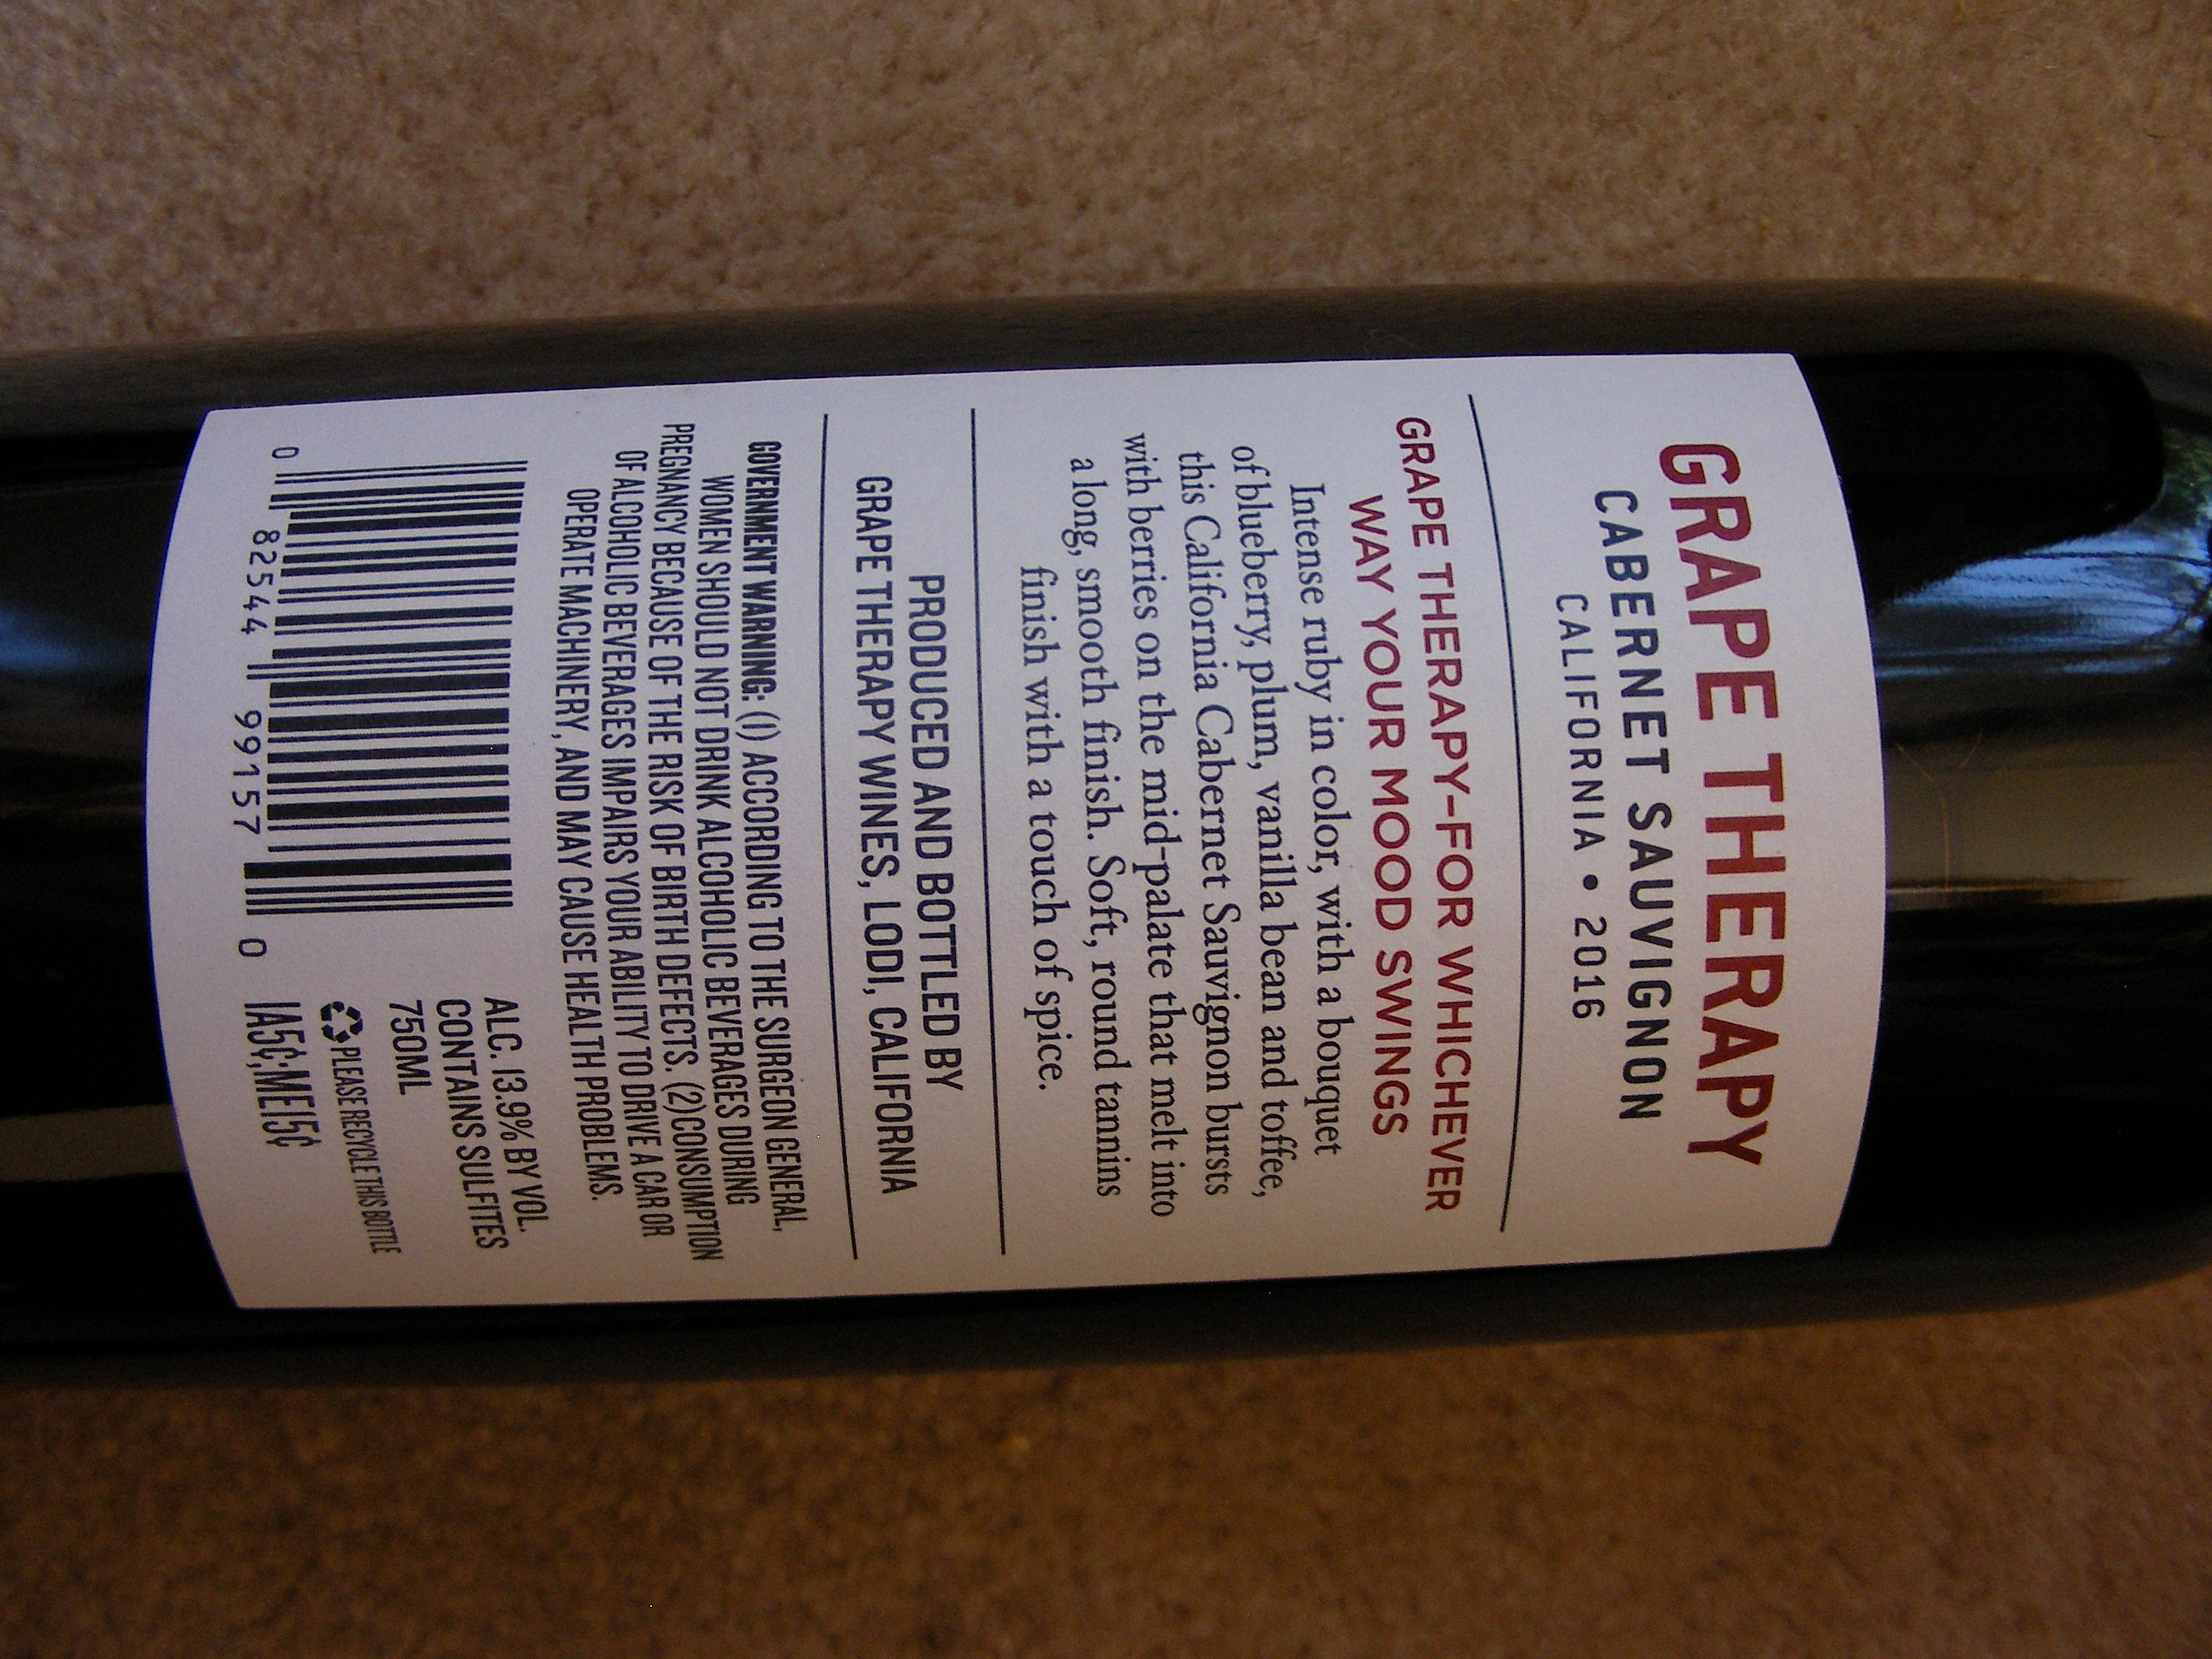 GRAPE THERAPY
CABERNET SAUVIGNON
CALIFORNIA • 2016
GRAPE THERAPY-FOR WHICHEVER
WAY YOUR MOOD SWINGS
Intense ruby in color, with a bouquet
of blueberry, plum, vanilla bean and toffee,
this California Cabernet Sauvignon bursts
with berries on the mid-palate that melt into
a long, smooth finish. Soft, round tannins
finish with a touch of spice.
PRODUCED AND BOTTLED BY
GRAPE THERAPY WINES, LODI, CALIFORNIA
GOVERNMENT WARNING: (1) ACCORDING TO THE SURGEON GENERAL,
WOMEN SHOULD NOT DRINK ALCOHOLIC BEVERAGES DURING
PREGNANCY BECAUSE OF THE RISK OF BIRTH DEFECTS. (2)CONSUMPTION
OF ALCOHOLIC BEVERAGES IMPAIRS YOUR ABILITY TO DRIVE A CAR OR
OPERATE MACHINERY, AND MAY CAUSE HEALTH PROBLEMS.
0 82544 99157 0
ALC. 13.9% BY VOL.
CONTAINS SULFITES
750ML
PLEASE RECYCLE THIS BOTTLE
IA5¢;ME15¢